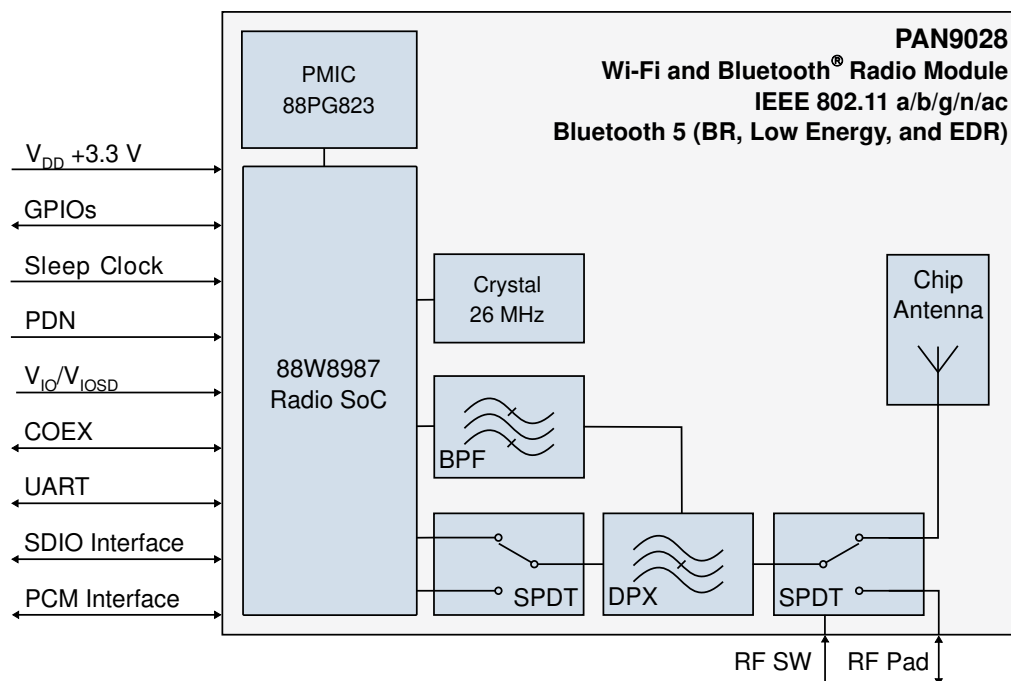 PAN9028
Wi-Fi and Bluetooth® Radio Module
IEEE 802.11 a/b/g/n/ac
Bluetooth 5 (BR, Low Energy, and EDR)
PMIC
88PG823
VDD +3.3 V
GPIOs
Sleep Clock
PDN
VIO/VIOSD
COEX
UART
SDIO Interface
PCM Interface
88W8987
Radio SoC
Crystal
26 MHz
Chip
Antenna
BPF
SPDT
DPX
SPDT
RF SW
RF Pad